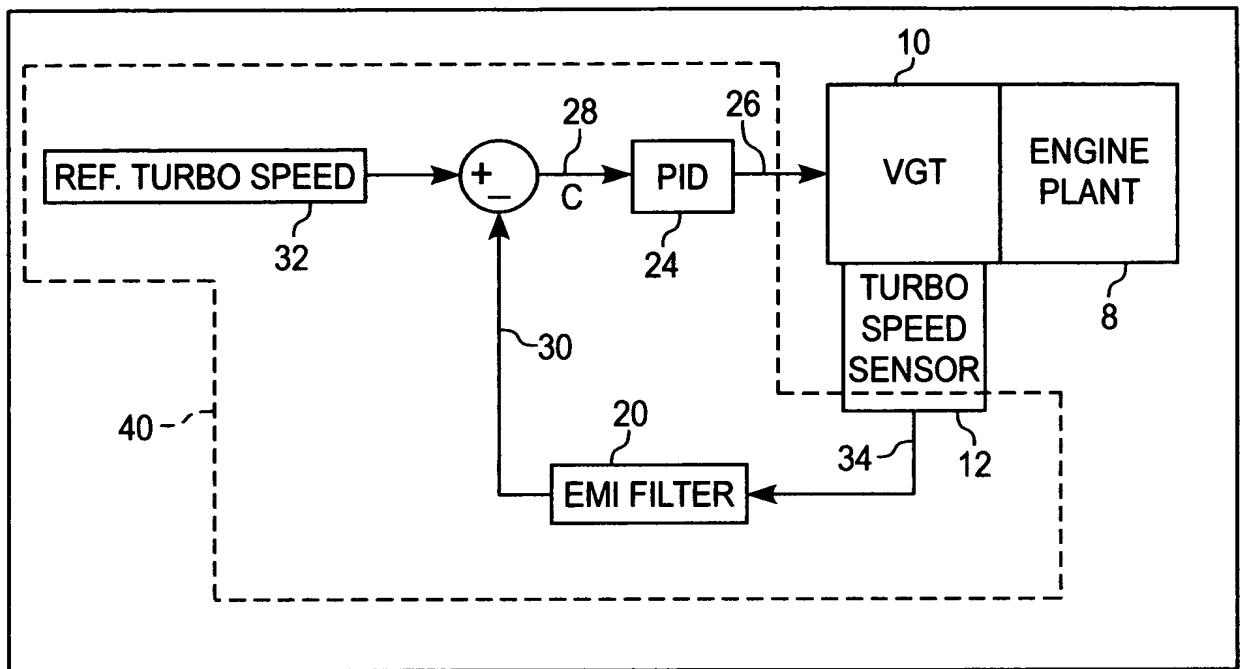 10
28
26
REF. TURBO SPEED
+
−
C
PID
VGT
ENGINE
PLANT
32
24
TURBO
SPEED
SENSOR
8
30
40
20
34
12
EMI FILTER